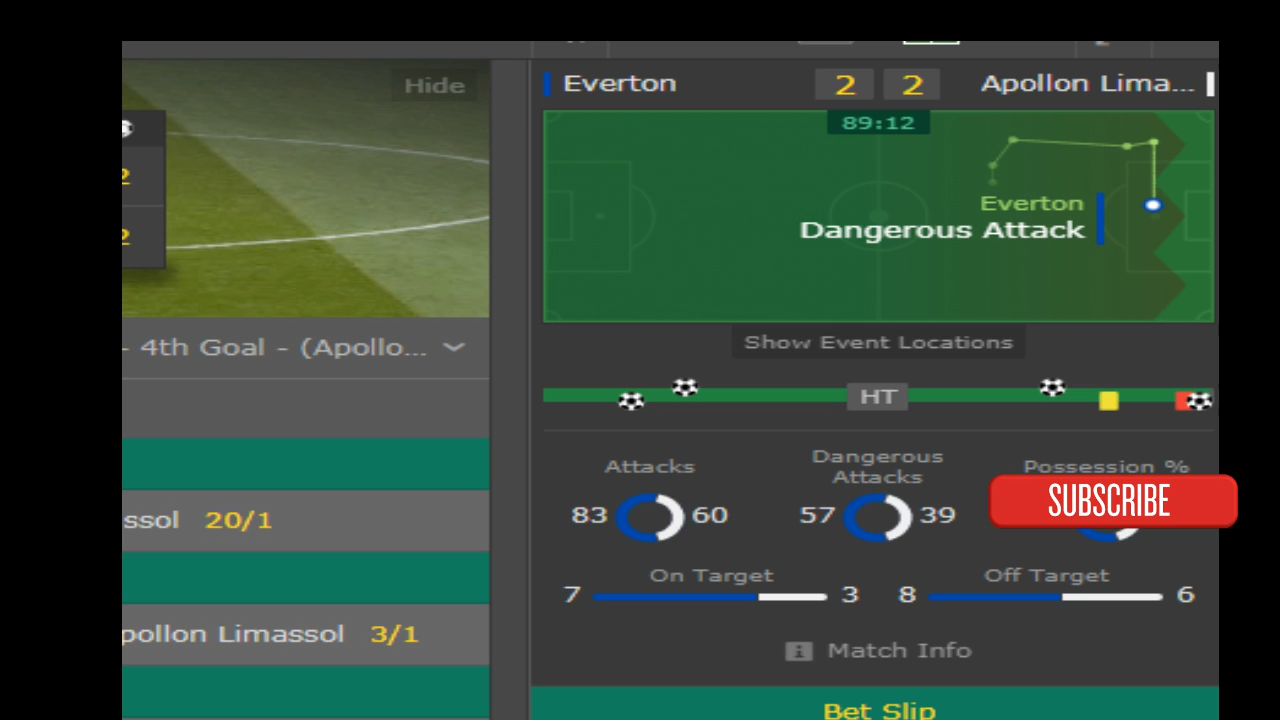 Hide
2
2
- 4th Goal - (Apollo...
ssol 20/1
pollon Limassol 3/1
Everton 2 2 Apollon Lima...
89:12
Everton
Dangerous Attack
Show Event Locations
HT
Attacks
83 60
Dangerous
Attacks
57 39
Possession %
SUBSCRIBE
On Target
7 3
Off Target
8 6
Match Info
Bet Slip